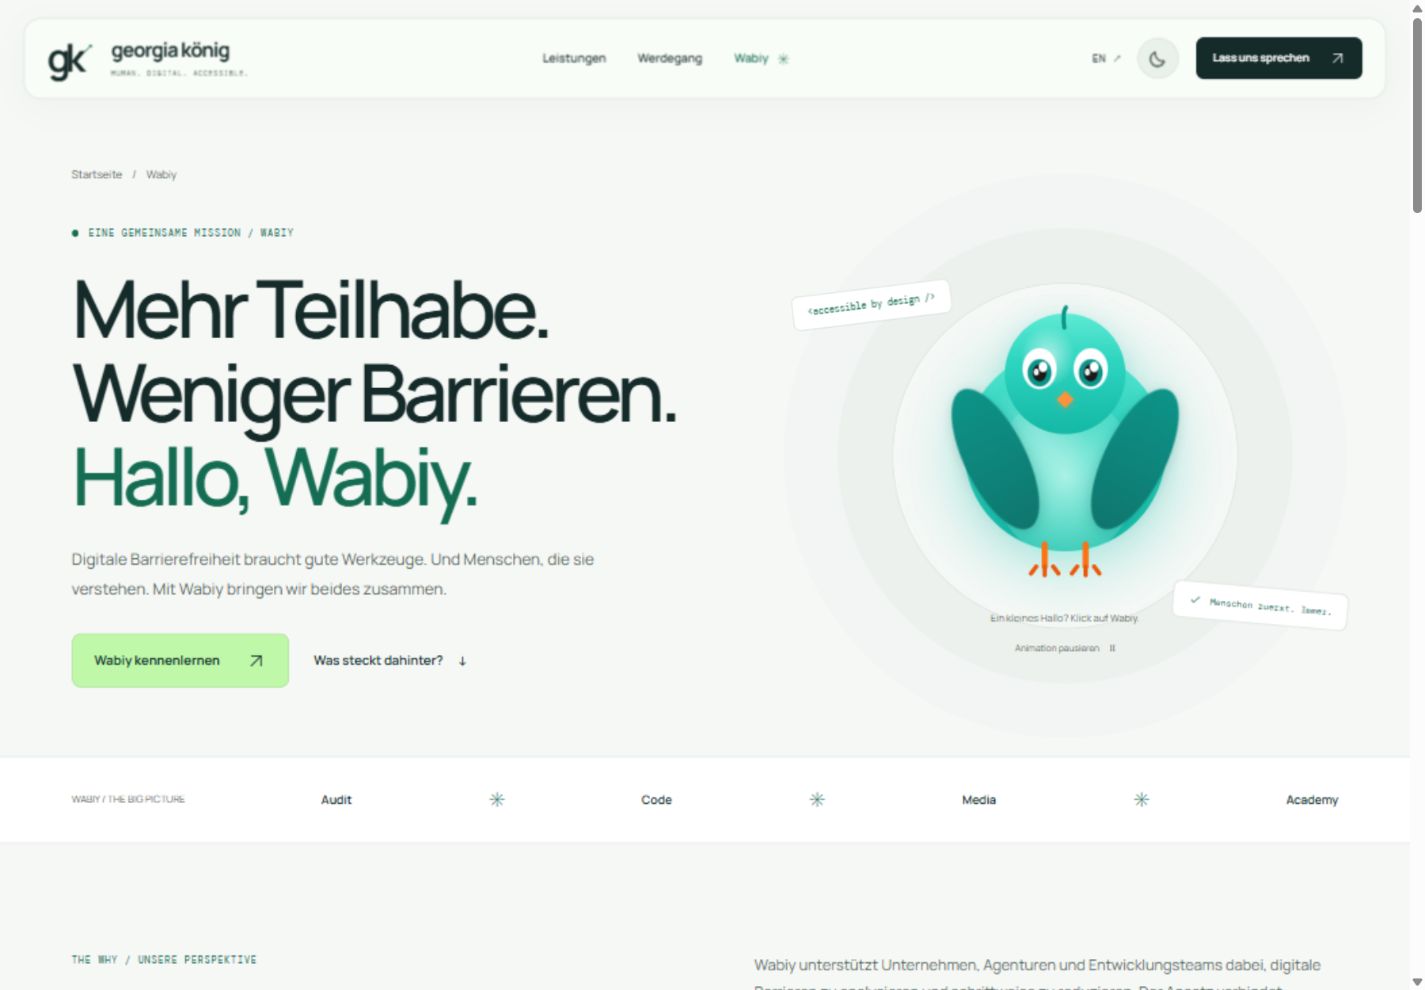 gk
georgia könig
HUMAN. DIGITAL. ACCESSIBLE.
Leistungen
Werdegang
Wabiy
EN ↗
Lass uns sprechen
Startseite / Wabiy
EINE GEMEINSAME MISSION / WABIY
Mehr Teilhabe.
Weniger Barrieren.
Hallo, Wabiy.
Digitale Barrierefreiheit braucht gute Werkzeuge. Und Menschen, die sie
verstehen. Mit Wabiy bringen wir beides zusammen.
Wabiy kennenlernen
Was steckt dahinter? ↓
<accessible by design />
Ein kleines Hallo? Klick auf Wabiy.
Animation pausieren
Menschen zuerst. Immer.
WABIY / THE BIG PICTURE
Audit
Code
Media
Academy
THE WHY / UNSERE PERSPEKTIVE
Wabiy unterstützt Unternehmen, Agenturen und Entwicklungsteams dabei, digitale